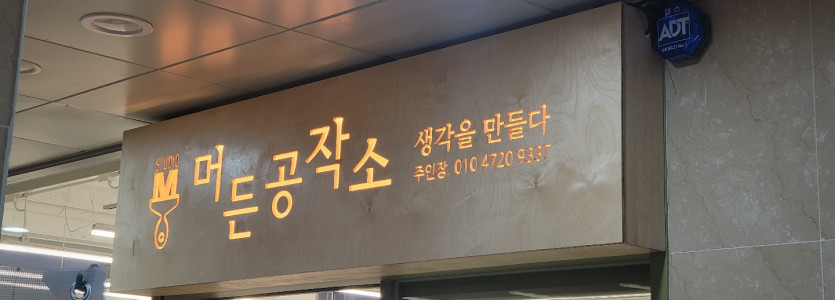 STUDIO
M
머든공작소
생각을 만들다
주인장. 010 4720 9337
ADT